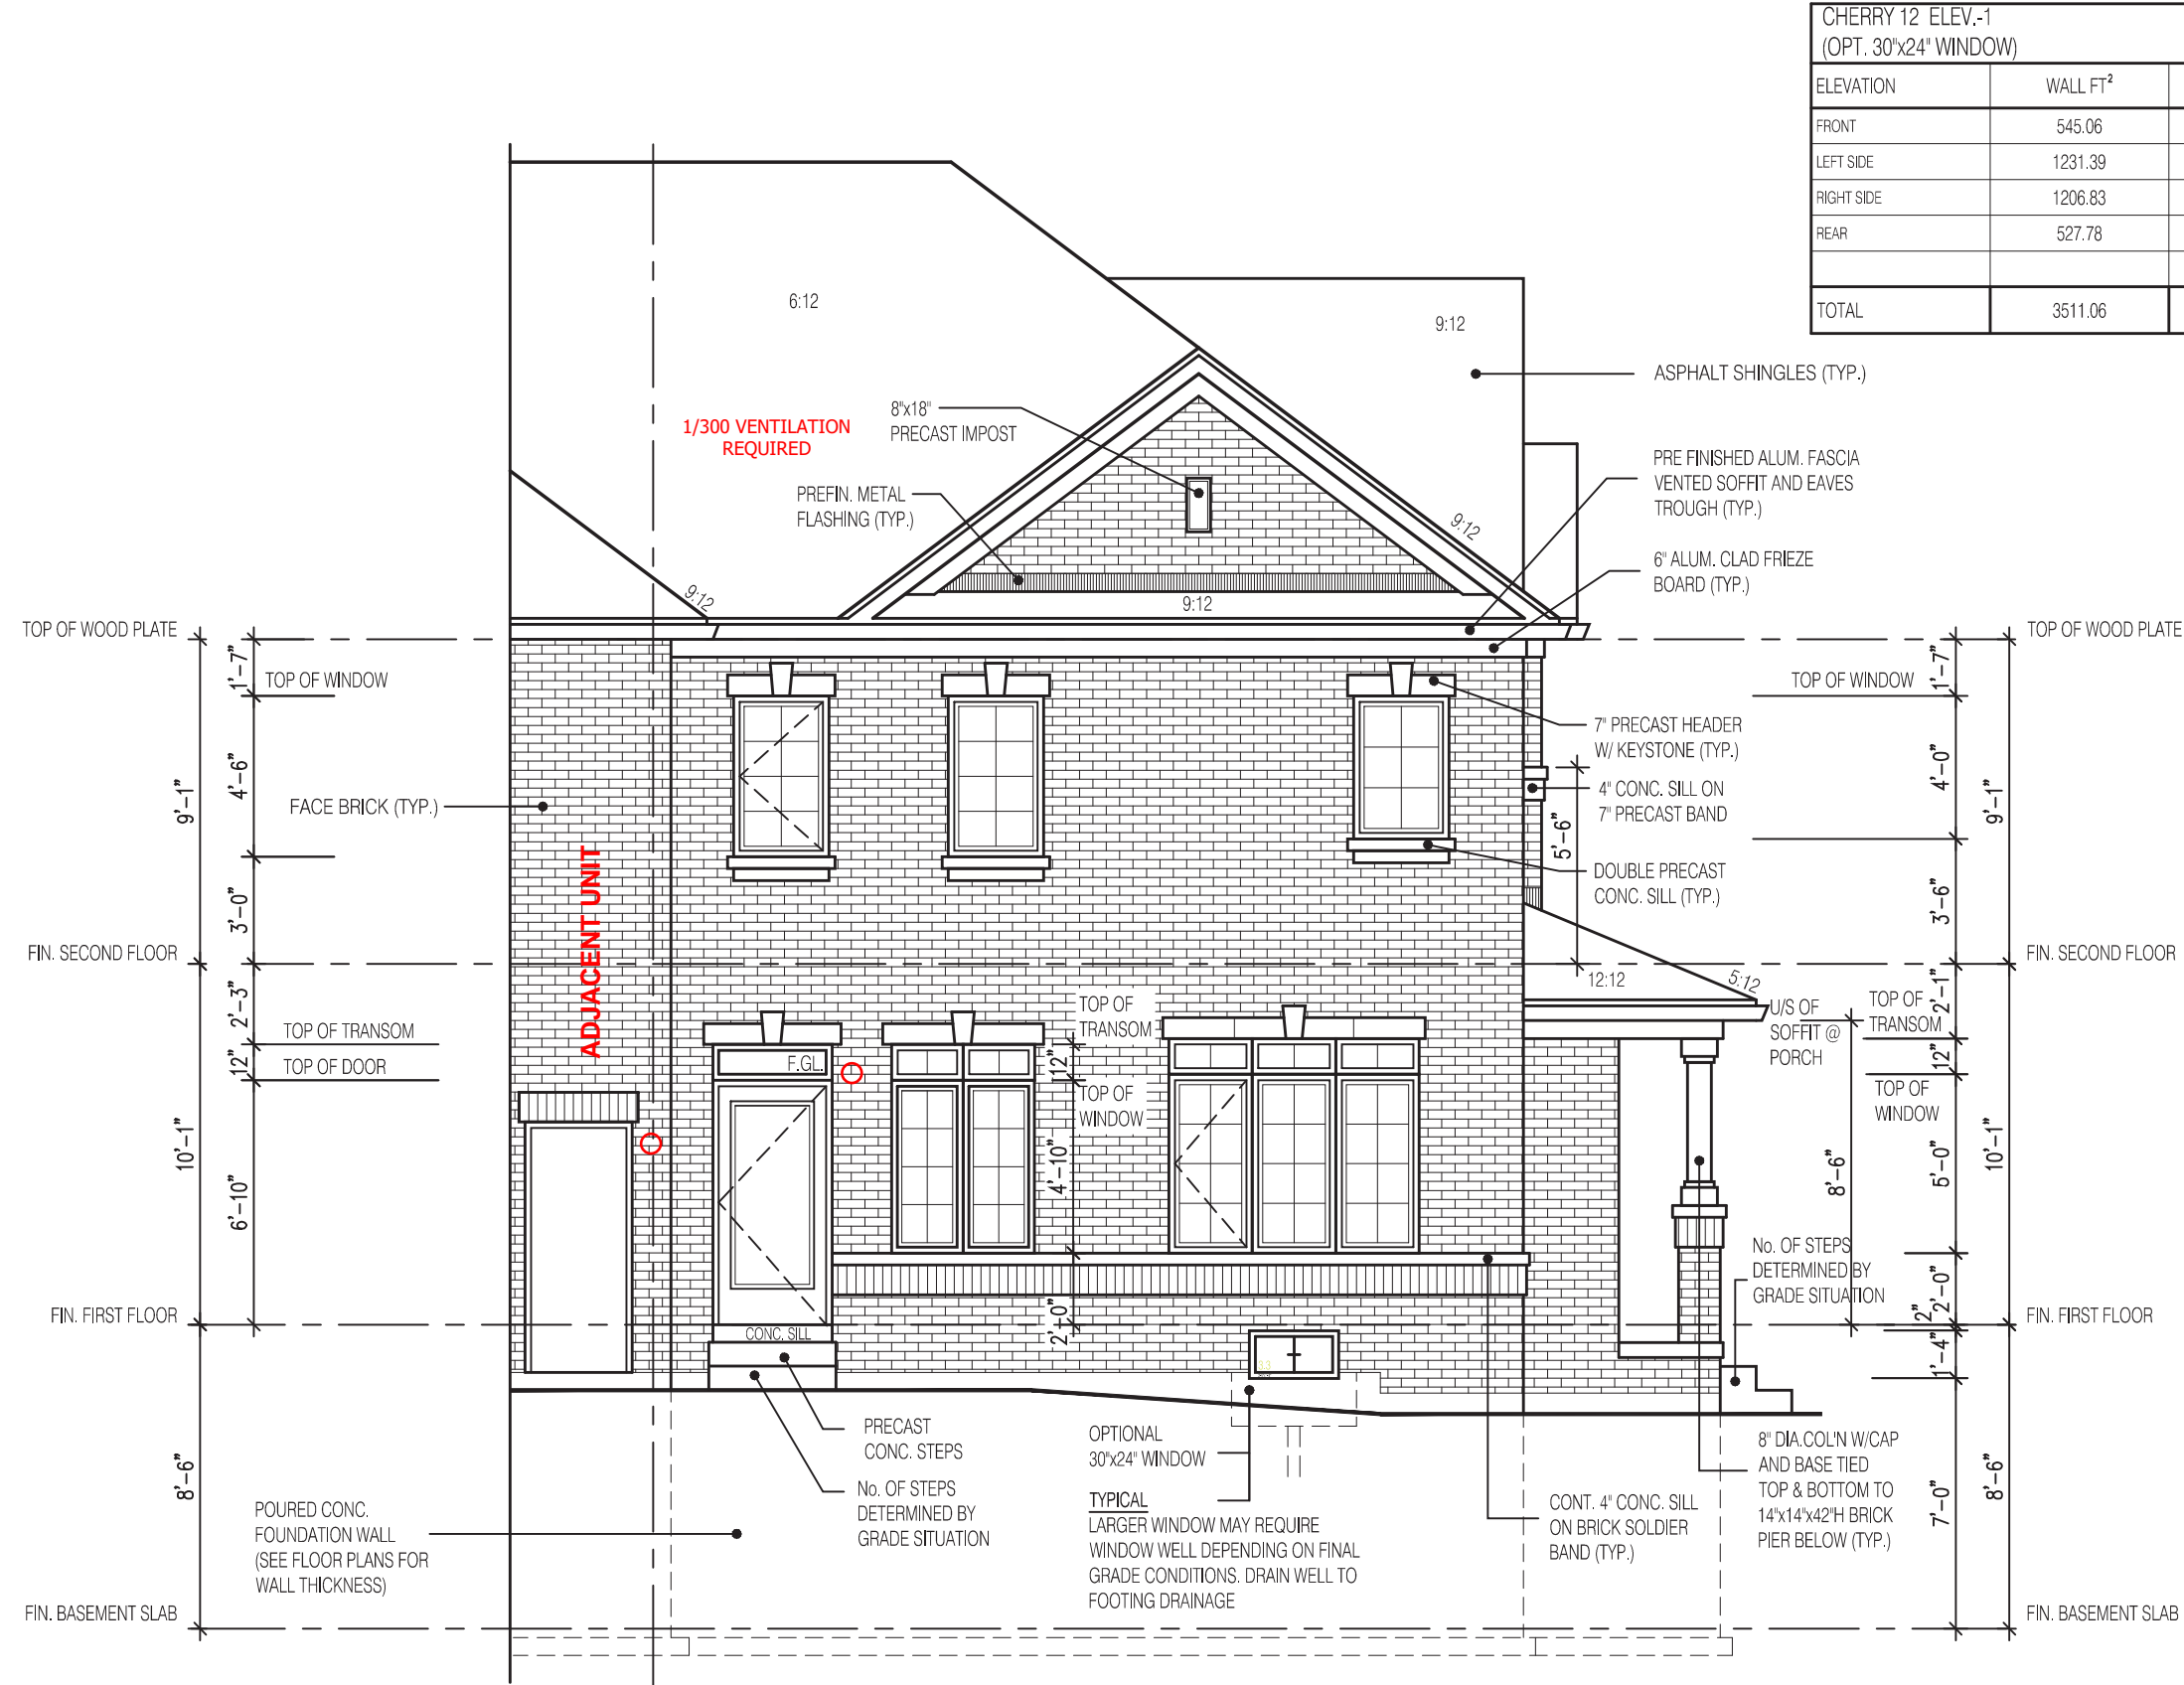 CHERRY 12 ELEV.-1
(OPT. 30"x24" WINDOW)
ELEVATION WALL FT²
FRONT 545.06
LEFT SIDE 1231.39
RIGHT SIDE 1206.83
REAR 527.78
TOTAL 3511.06
6:12
9:12
ASPHALT SHINGLES (TYP.)
8"x18"
PRECAST IMPOST
1/300 VENTILATION
REQUIRED
PREFIN. METAL
FLASHING (TYP.)
PRE FINISHED ALUM. FASCIA
VENTED SOFFIT AND EAVES
TROUGH (TYP.)
9:12
6" ALUM. CLAD FRIEZE
BOARD (TYP.)
9:12
9:12
TOP OF WOOD PLATE
TOP OF WOOD PLATE
1'-7"
TOP OF WINDOW
TOP OF WINDOW
1'-7"
7" PRECAST HEADER
W/ KEYSTONE (TYP.)
4'-6"
9'-1"
FACE BRICK (TYP.)
4" CONC. SILL ON
7" PRECAST BAND
4'-0"
9'-1"
5'-6"
DOUBLE PRECAST
CONC. SILL (TYP.)
3'-0"
3'-6"
ADJACENT UNIT
FIN. SECOND FLOOR
FIN. SECOND FLOOR
12:12
5:12
2'-3"
2'-1"
TOP OF TRANSOM
TOP OF
TRANSOM
U/S OF
SOFFIT @
PORCH
TOP OF
TRANSOM
12"
TOP OF DOOR
F.GL.
12"
12"
TOP OF
WINDOW
TOP OF
WINDOW
10'-1"
6'-10"
4'-10"
8'-6"
5'-0"
10'-1"
No. OF STEPS
DETERMINED BY
GRADE SITUATION
2'-0"
2'-0"
2"
FIN. FIRST FLOOR
FIN. FIRST FLOOR
CONC. SILL
1'-4"
PRECAST
CONC. STEPS
OPTIONAL
30"x24" WINDOW
8" DIA.COL'N W/CAP
AND BASE TIED
TOP & BOTTOM TO
14"x14"x42"H BRICK
PIER BELOW (TYP.)
8'-6"
No. OF STEPS
DETERMINED BY
GRADE SITUATION
TYPICAL
LARGER WINDOW MAY REQUIRE
WINDOW WELL DEPENDING ON FINAL
GRADE CONDITIONS. DRAIN WELL TO
FOOTING DRAINAGE
CONT. 4" CONC. SILL
ON BRICK SOLDIER
BAND (TYP.)
7'-0"
8'-6"
POURED CONC.
FOUNDATION WALL
(SEE FLOOR PLANS FOR
WALL THICKNESS)
FIN. BASEMENT SLAB
FIN. BASEMENT SLAB